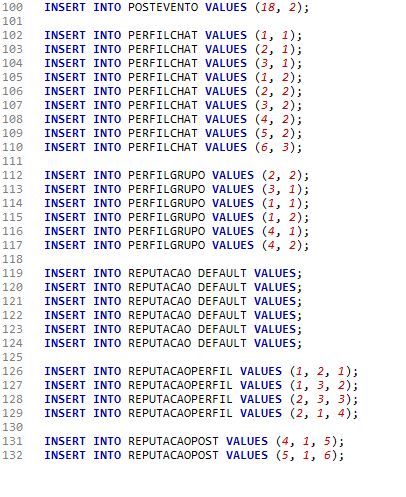 100 INSERT INTO POSTEVENTO VALUES (18, 2);
101
102 INSERT INTO PERFILCHAT VALUES (1, 1);
103 INSERT INTO PERFILCHAT VALUES (2, 1);
104 INSERT INTO PERFILCHAT VALUES (3, 1);
105 INSERT INTO PERFILCHAT VALUES (1, 2);
106 INSERT INTO PERFILCHAT VALUES (2, 2);
107 INSERT INTO PERFILCHAT VALUES (3, 2);
108 INSERT INTO PERFILCHAT VALUES (4, 2);
109 INSERT INTO PERFILCHAT VALUES (5, 2);
110 INSERT INTO PERFILCHAT VALUES (6, 3);
111
112 INSERT INTO PERFILGRUPO VALUES (2, 2);
113 INSERT INTO PERFILGRUPO VALUES (3, 1);
114 INSERT INTO PERFILGRUPO VALUES (1, 1);
115 INSERT INTO PERFILGRUPO VALUES (1, 2);
116 INSERT INTO PERFILGRUPO VALUES (4, 1);
117 INSERT INTO PERFILGRUPO VALUES (4, 2);
118
119 INSERT INTO REPUTACAO DEFAULT VALUES;
120 INSERT INTO REPUTACAO DEFAULT VALUES;
121 INSERT INTO REPUTACAO DEFAULT VALUES;
122 INSERT INTO REPUTACAO DEFAULT VALUES;
123 INSERT INTO REPUTACAO DEFAULT VALUES;
124 INSERT INTO REPUTACAO DEFAULT VALUES;
125
126 INSERT INTO REPUTACAOPERFIL VALUES (1, 2, 1);
127 INSERT INTO REPUTACAOPERFIL VALUES (1, 3, 2);
128 INSERT INTO REPUTACAOPERFIL VALUES (2, 3, 3);
129 INSERT INTO REPUTACAOPERFIL VALUES (2, 1, 4);
130
131 INSERT INTO REPUTACAOPOST VALUES (4, 1, 5);
132 INSERT INTO REPUTACAOPOST VALUES (5, 1, 6);